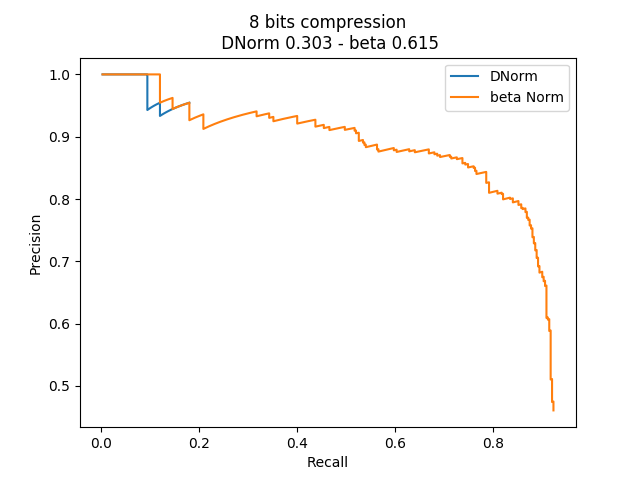 8 bits compression
DNorm 0.303 - beta 0.615
DNorm
beta Norm
1.0
0.9
0.8
0.7
0.6
0.5
Precision
0.0 0.2 0.4 0.6 0.8
Recall